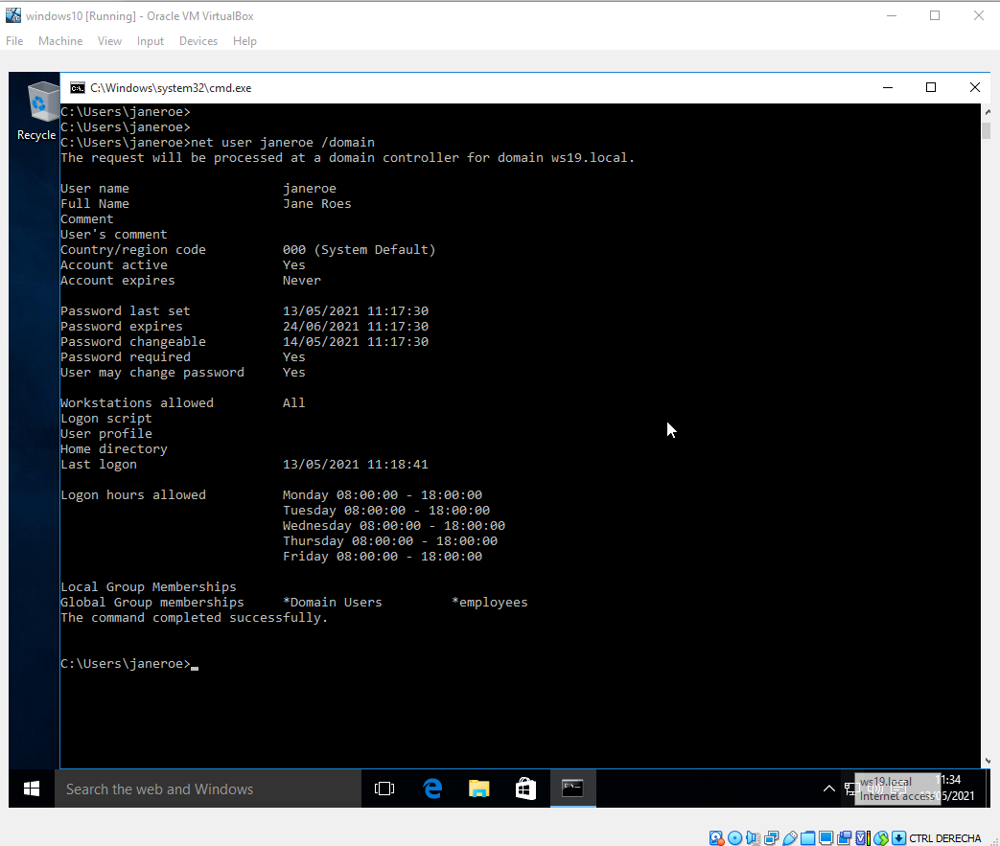 windows10 [Running] - Oracle VM VirtualBox
File Machine View Input Devices Help
C:\Windows\system32\cmd.exe
Recycle
C:\Users\janeroe>
C:\Users\janeroe>
C:\Users\janeroe>net user janeroe /domain
The request will be processed at a domain controller for domain ws19.local.
User name janeroe
Full Name Jane Roes
Comment
User's comment
Country/region code 000 (System Default)
Account active Yes
Account expires Never
Password last set 13/05/2021 11:17:30
Password expires 24/06/2021 11:17:30
Password changeable 14/05/2021 11:17:30
Password required Yes
User may change password Yes
Workstations allowed All
Logon script
User profile
Home directory
Last logon 13/05/2021 11:18:41
Logon hours allowed Monday 08:00:00 - 18:00:00
Tuesday 08:00:00 - 18:00:00
Wednesday 08:00:00 - 18:00:00
Thursday 08:00:00 - 18:00:00
Friday 08:00:00 - 18:00:00
Local Group Memberships
Global Group memberships *Domain Users *employees
The command completed successfully.
C:\Users\janeroe>
Search the web and Windows
ws19.local 11:34
Internet access 05/2021
CTRL DERECHA